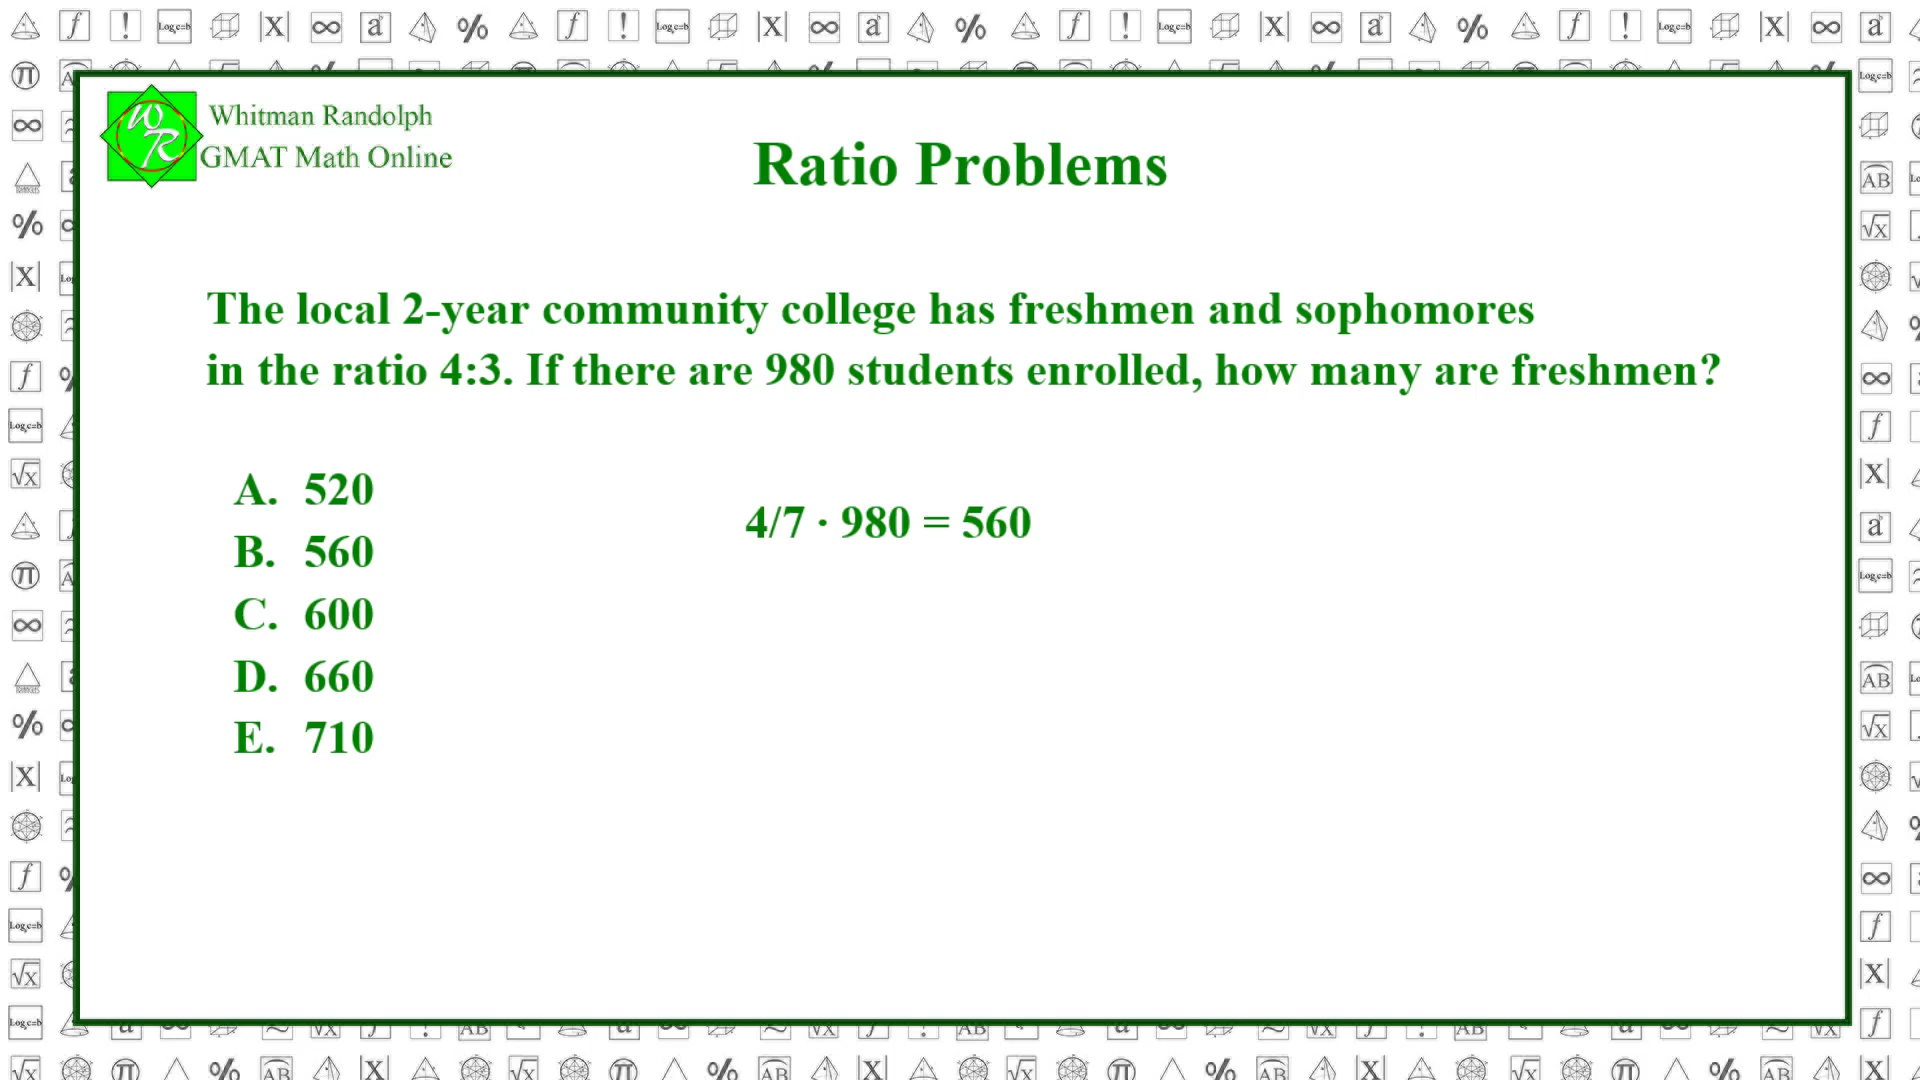 Whitman Randolph
GMAT Math Online
Ratio Problems
The local 2-year community college has freshmen and sophomores
in the ratio 4:3. If there are 980 students enrolled, how many are freshmen?
A. 520
B. 560
C. 600
D. 660
E. 710
4/7 · 980 = 560